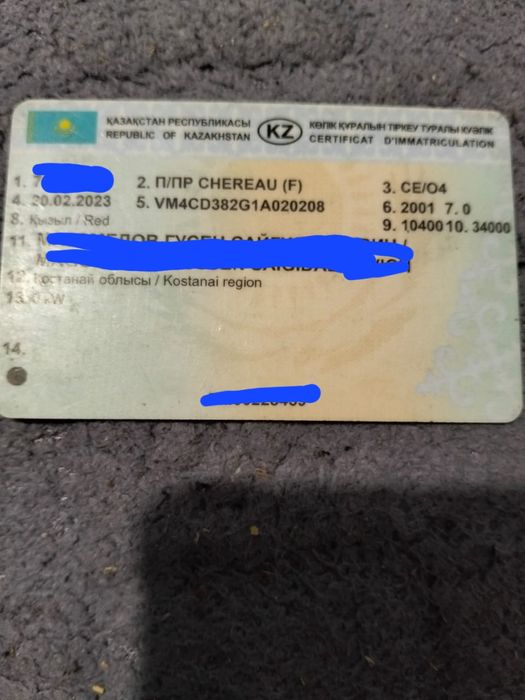 ҚАЗАҚСТАН РЕСПУБЛИКАСЫ
REPUBLIC OF KAZAKHSTAN
KZ
КӨЛІК ҚҰРАЛЫН ТІРКЕУ ТУРАЛЫ КУӘЛІК
CERTIFICAT D'IMMATRICULATION
1. 2. П/ПР CHEREAU (F) 3. CE/O4
4. 20.02.2023 5. VM4CD382G1A020208 6. 2001 7. 0
8. Қызыл / Red 9. 10400 10. 34000
11.
12. Қостанай облысы / Kostanai region
13. 0 kW
14.